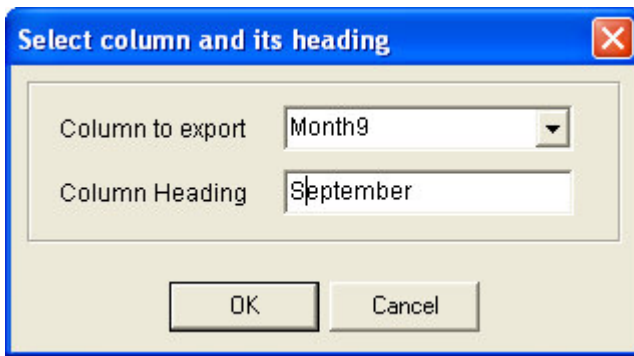 Select column and its heading
Column to export Month9
Column Heading September
OK Cancel